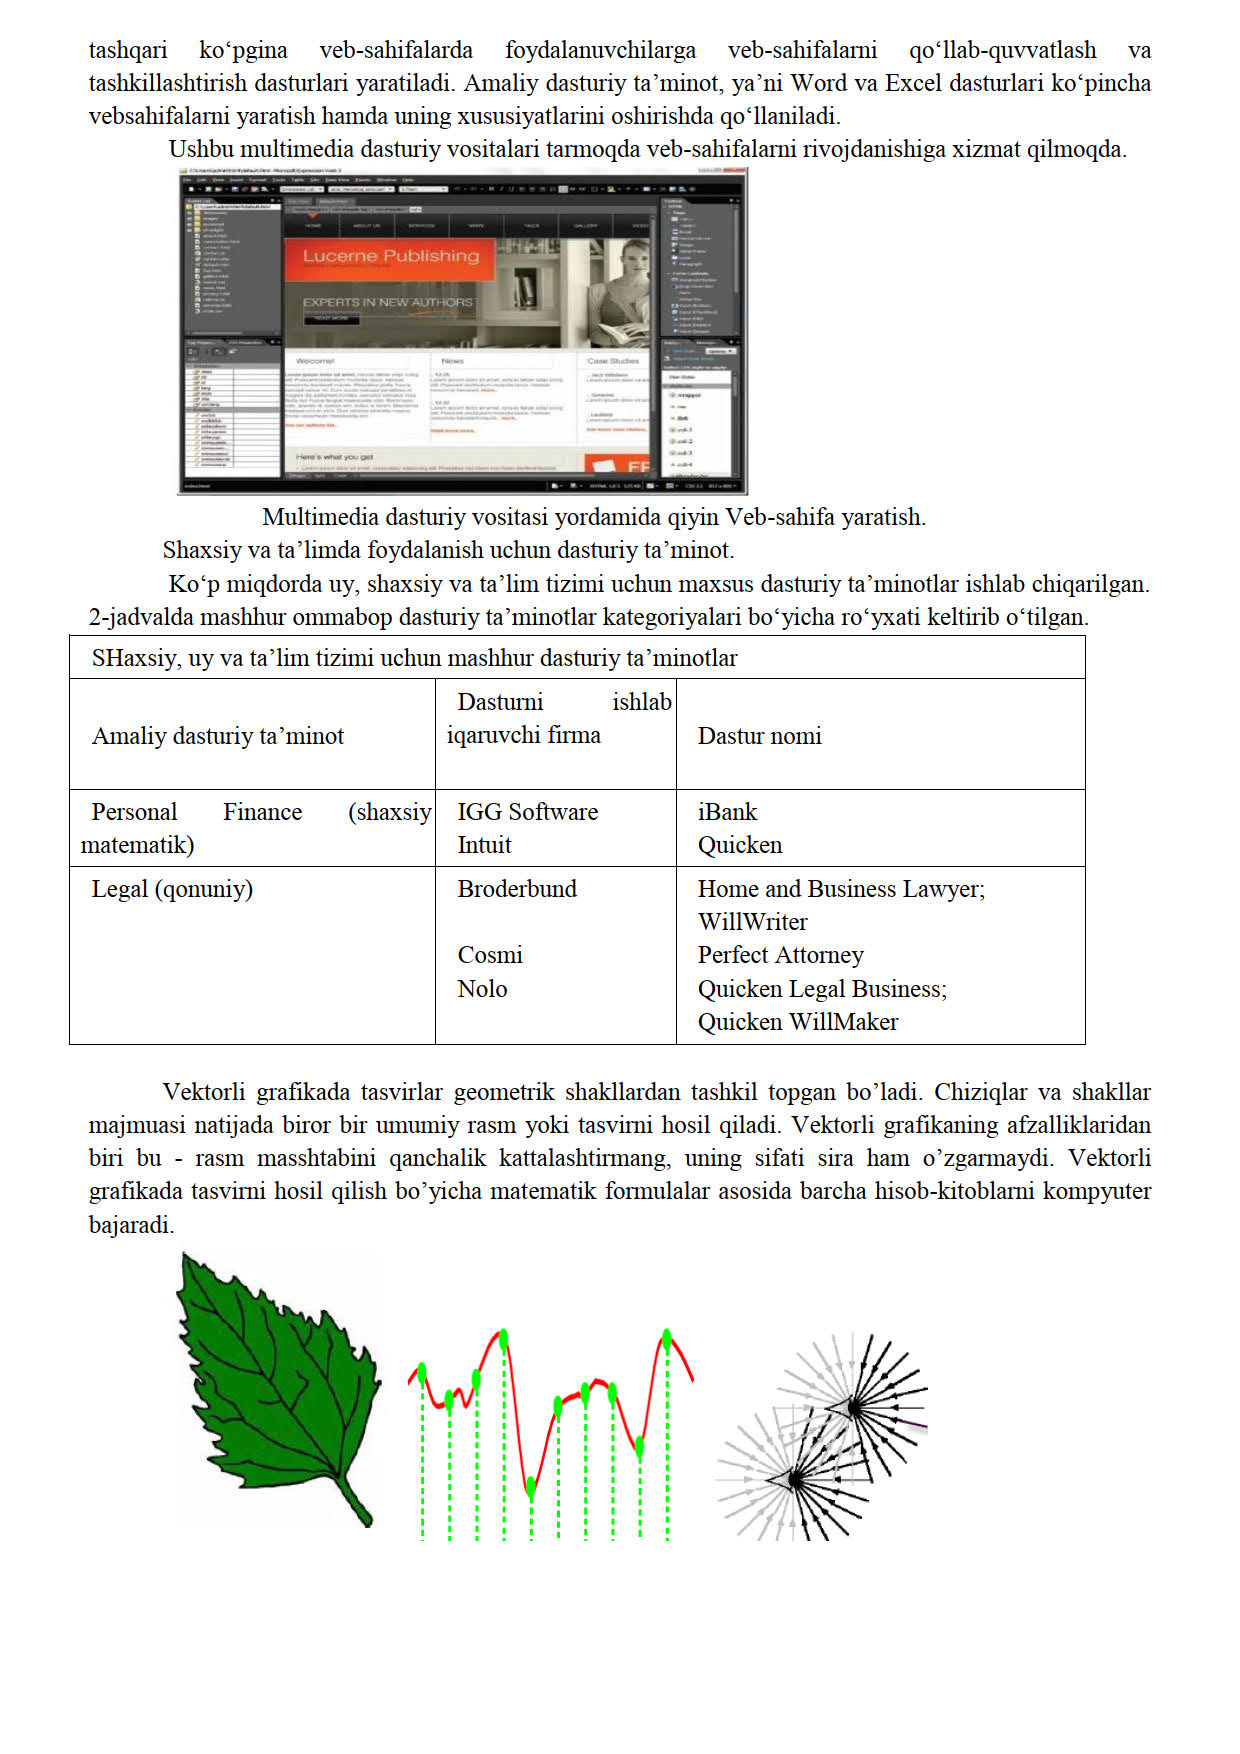 tashqari ko‘pgina veb-sahifalarda foydalanuvchilarga veb-sahifalarni qo‘llab-quvvatlash va
tashkillashtirish dasturlari yaratiladi. Amaliy dasturiy ta’minot, ya’ni Word va Excel dasturlari ko‘pincha
vebsahifalarni yaratish hamda uning xususiyatlarini oshirishda qo‘llaniladi.
Ushbu multimedia dasturiy vositalari tarmoqda veb-sahifalarni rivojdanishiga xizmat qilmoqda.
HOME ABOUT US SERVICES NEWS FAQ'S GALLERY VIDEO
Lucerne Publishing
EXPERTS IN NEW AUTHORS
READ MORE
Welcome! News Case Studies
Here's what you get
Multimedia dasturiy vositasi yordamida qiyin Veb-sahifa yaratish.
Shaxsiy va ta’limda foydalanish uchun dasturiy ta’minot.
Ko‘p miqdorda uy, shaxsiy va ta’lim tizimi uchun maxsus dasturiy ta’minotlar ishlab chiqarilgan.
2-jadvalda mashhur ommabop dasturiy ta’minotlar kategoriyalari bo‘yicha ro‘yxati keltirib o‘tilgan.
SHaxsiy, uy va ta’lim tizimi uchun mashhur dasturiy ta’minotlar
Amaliy dasturiy ta’minot
Dasturni ishlab
iqaruvchi firma
Dastur nomi
Personal Finance (shaxsiy
matematik)
IGG Software
Intuit
iBank
Quicken
Legal (qonuniy)
Broderbund
Cosmi
Nolo
Home and Business Lawyer;
WillWriter
Perfect Attorney
Quicken Legal Business;
Quicken WillMaker
Vektorli grafikada tasvirlar geometrik shakllardan tashkil topgan bo’ladi. Chiziqlar va shakllar
majmuasi natijada biror bir umumiy rasm yoki tasvirni hosil qiladi. Vektorli grafikaning afzalliklaridan
biri bu - rasm masshtabini qanchalik kattalashtirmang, uning sifati sira ham o’zgarmaydi. Vektorli
grafikada tasvirni hosil qilish bo’yicha matematik formulalar asosida barcha hisob-kitoblarni kompyuter
bajaradi.